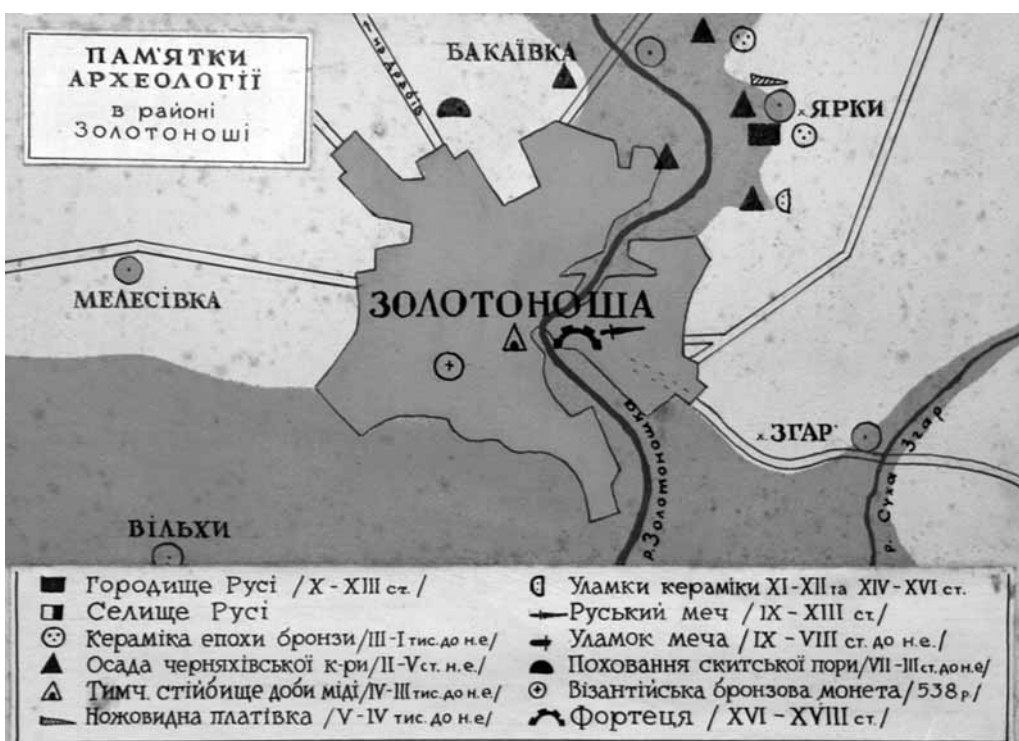 ПАМ'ЯТКИ
АРХЕОЛОГІЇ
в районі
Золотоноші
БАКАЇВКА
х. ЯРКИ
МЕЛЕСІВКА
ЗОЛОТОНОША
х. ЗГАР
р. Золотоношка
р. Суха Згар
ВІЛЬХИ
Городище Русі /X-XIII ст./
Селище Русі
Кераміка епохи бронзи/III-I тис.до н.е/
Осада черняхівської к-ри/II-V ст. н.е./
Тимч. стійбище доби міді/IV-III тис.до н.е/
Ножовидна платівка /V-IV тис.до н.е/
Уламки кераміки XI-XII та XIV-XVI ст.
Руський меч /IX-XIII ст./
Уламок меча /IX-VIII ст. до н.е./
Поховання скитської пори/VII-III ст.до н.е/
Візантійська бронзова монета/538 р./
Фортеця /XVI-XVIII ст./